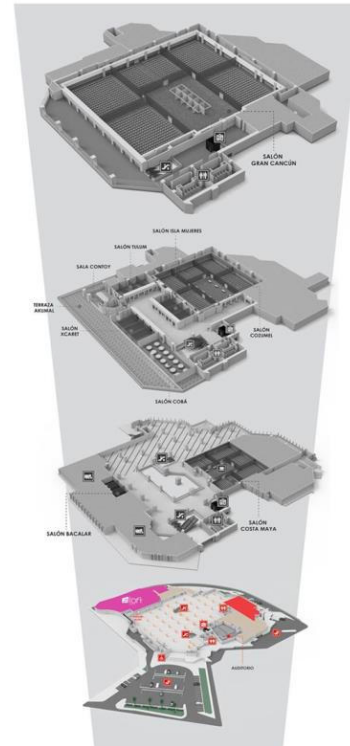 SALÓN
GRAN CANCÚN
SALÓN ISLA MUJERES
SALÓN TULUM
SALA CONTOY
TERRAZA
AKUMAL
SALÓN
XCARET
SALÓN
COZUMEL
SALÓN COBÁ
SALÓN BACALAR
SALÓN
COSTA MAYA
AUDITORIO